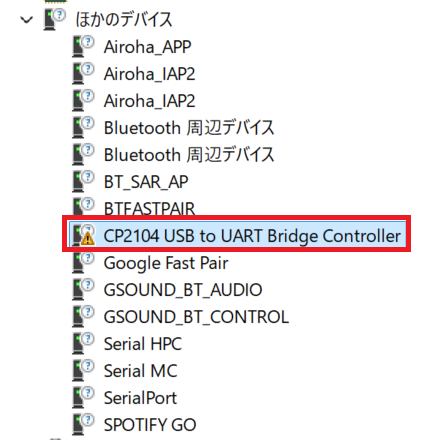 ほかのデバイス
Airoha_APP
Airoha_IAP2
Airoha_IAP2
Bluetooth 周辺デバイス
Bluetooth 周辺デバイス
BT_SAR_AP
BTFASTPAIR
CP2104 USB to UART Bridge Controller
Google Fast Pair
GSOUND_BT_AUDIO
GSOUND_BT_CONTROL
Serial HPC
Serial MC
SerialPort
SPOTIFY GO